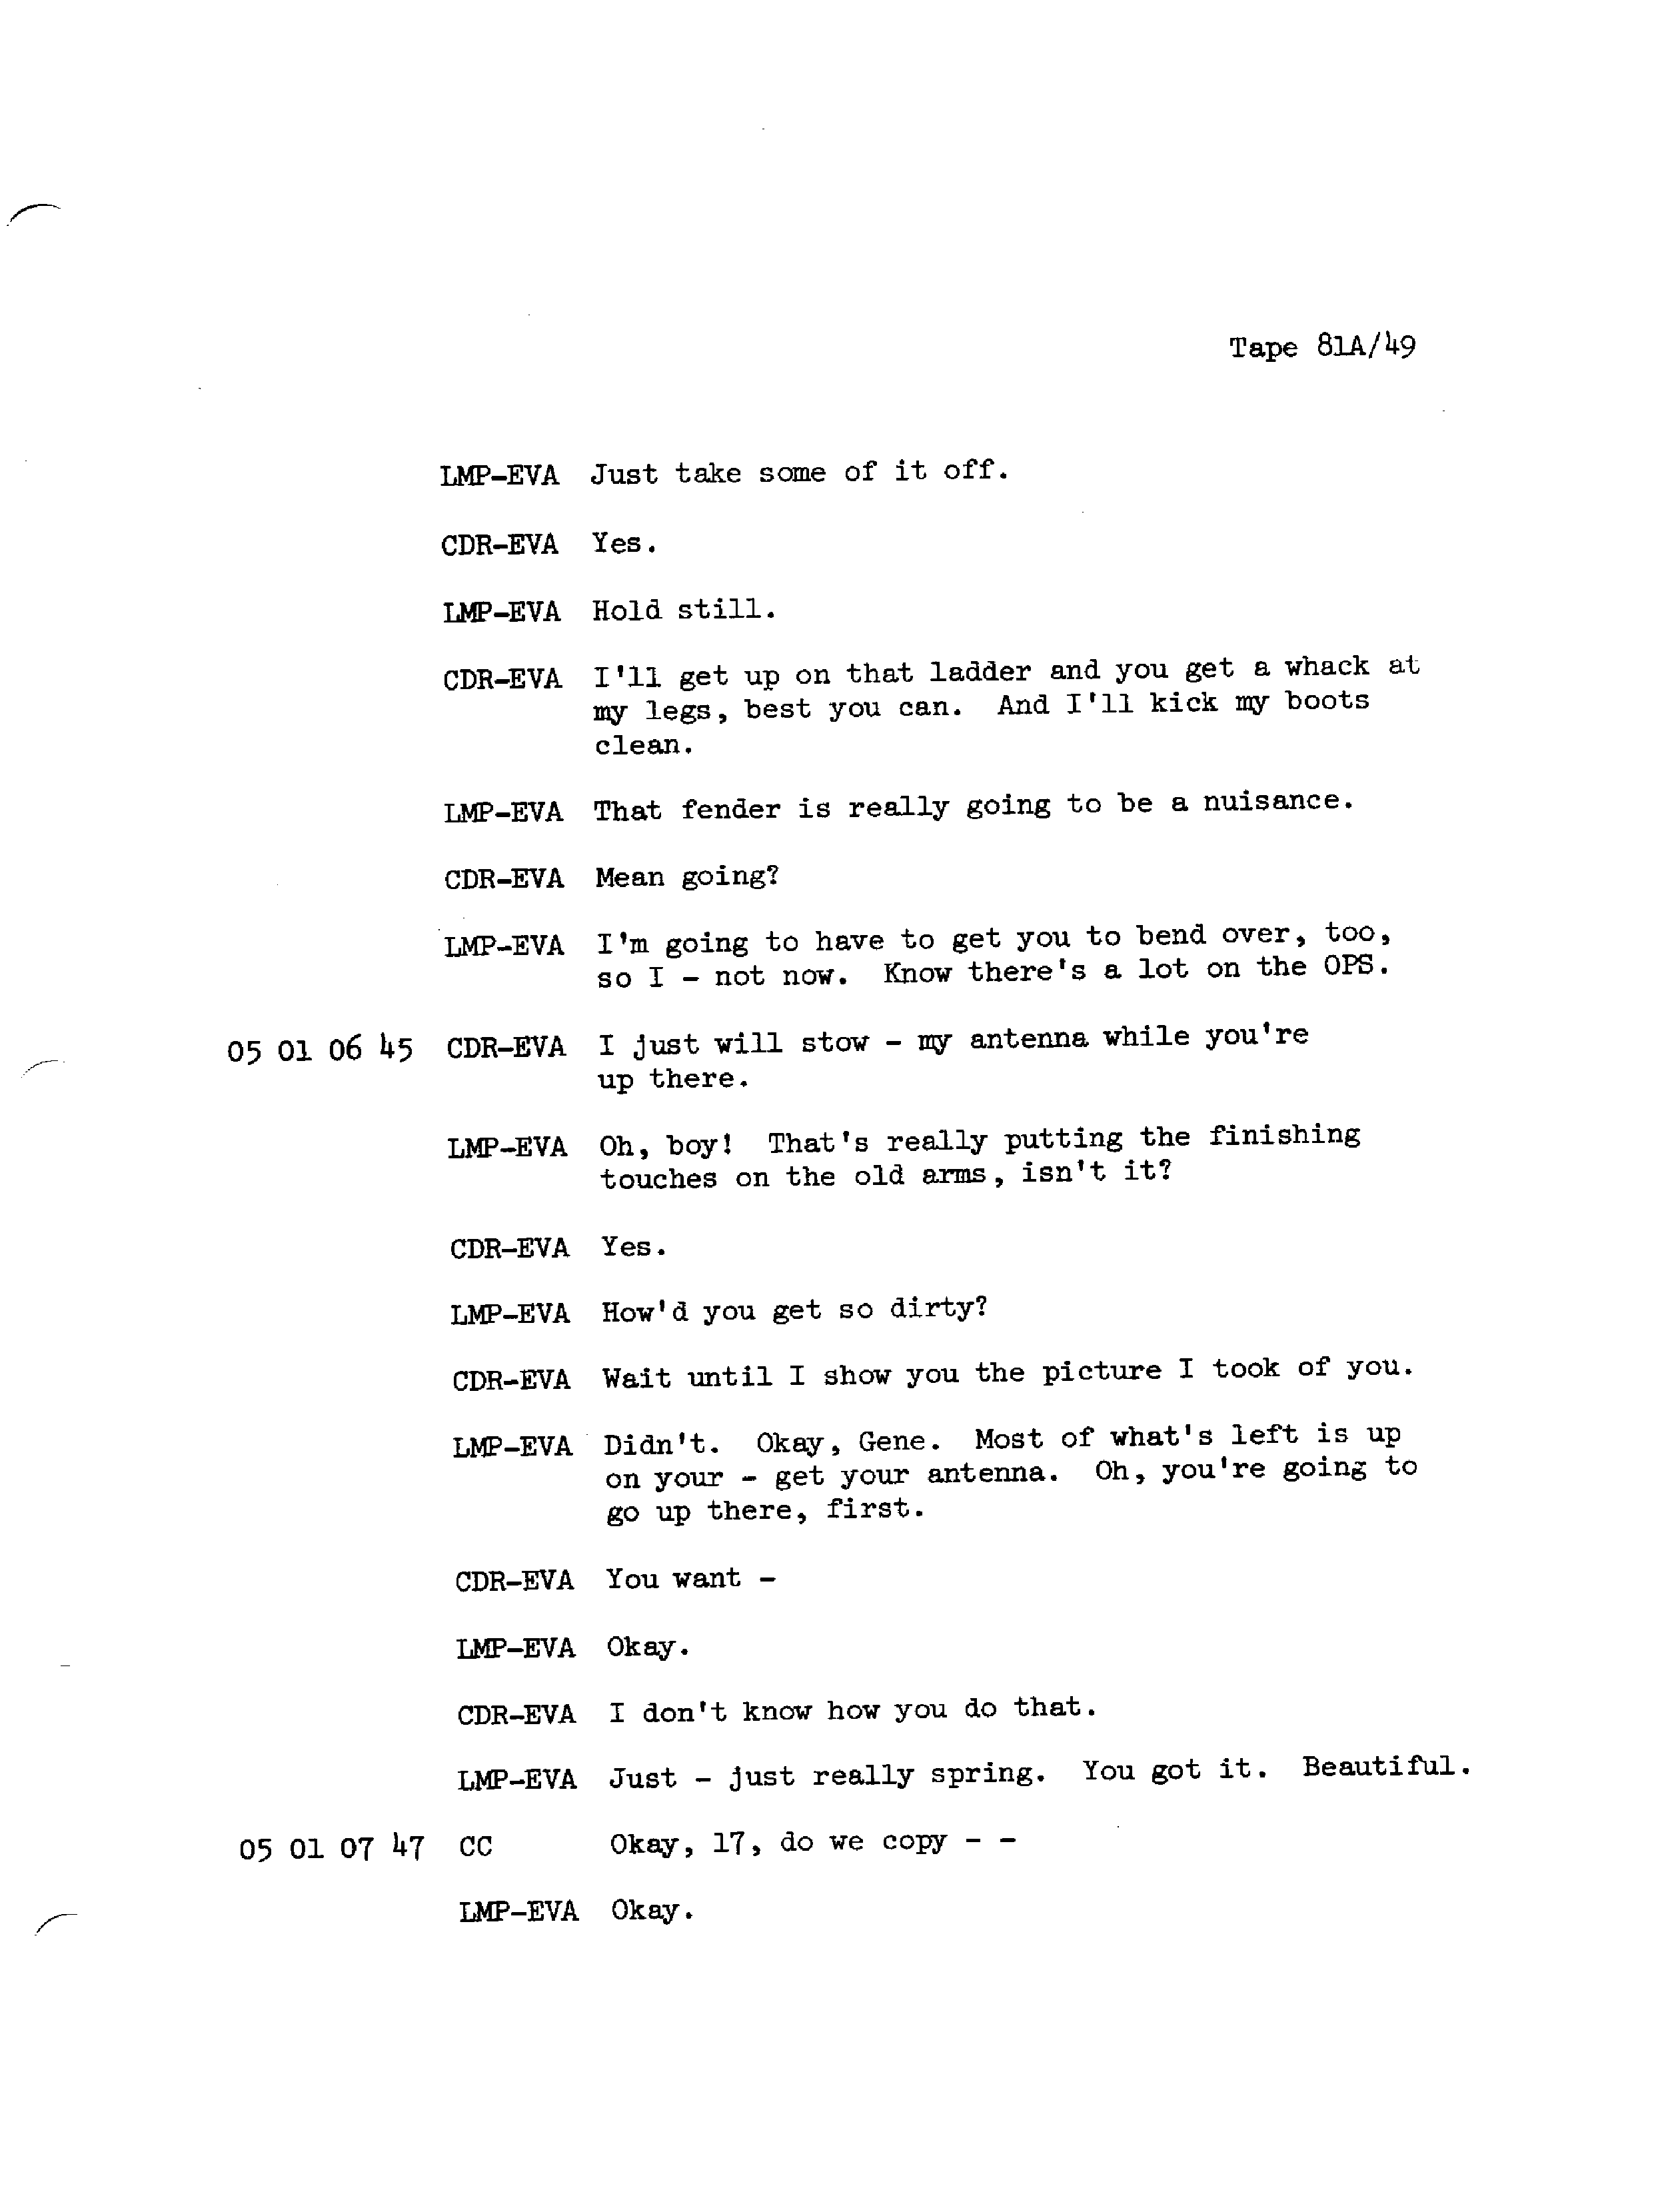 Tape 81A/49
LMP-EVA Just take some of it off.
CDR-EVA Yes.
LMP-EVA Hold still.
CDR-EVA I'll get up on that ladder and you get a whack at
my legs, best you can. And I'll kick my boots
clean.
LMP-EVA That fender is really going to be a nuisance.
CDR-EVA Mean going?
LMP-EVA I'm going to have to get you to bend over, too,
so I - not now. Know there's a lot on the OPS.
05 01 06 45 CDR-EVA I just will stow - my antenna while you're
up there.
LMP-EVA Oh, boy! That's really putting the finishing
touches on the old arms, isn't it?
CDR-EVA Yes.
LMP-EVA How'd you get so dirty?
CDR-EVA Wait until I show you the picture I took of you.
LMP-EVA Didn't. Okay, Gene. Most of what's left is up
on your - get your antenna. Oh, you're going to
go up there, first.
CDR-EVA You want -
LMP-EVA Okay.
CDR-EVA I don't know how you do that.
LMP-EVA Just - just really spring. You got it. Beautiful.
05 01 07 47 CC Okay, 17, do we copy - -
LMP-EVA Okay.